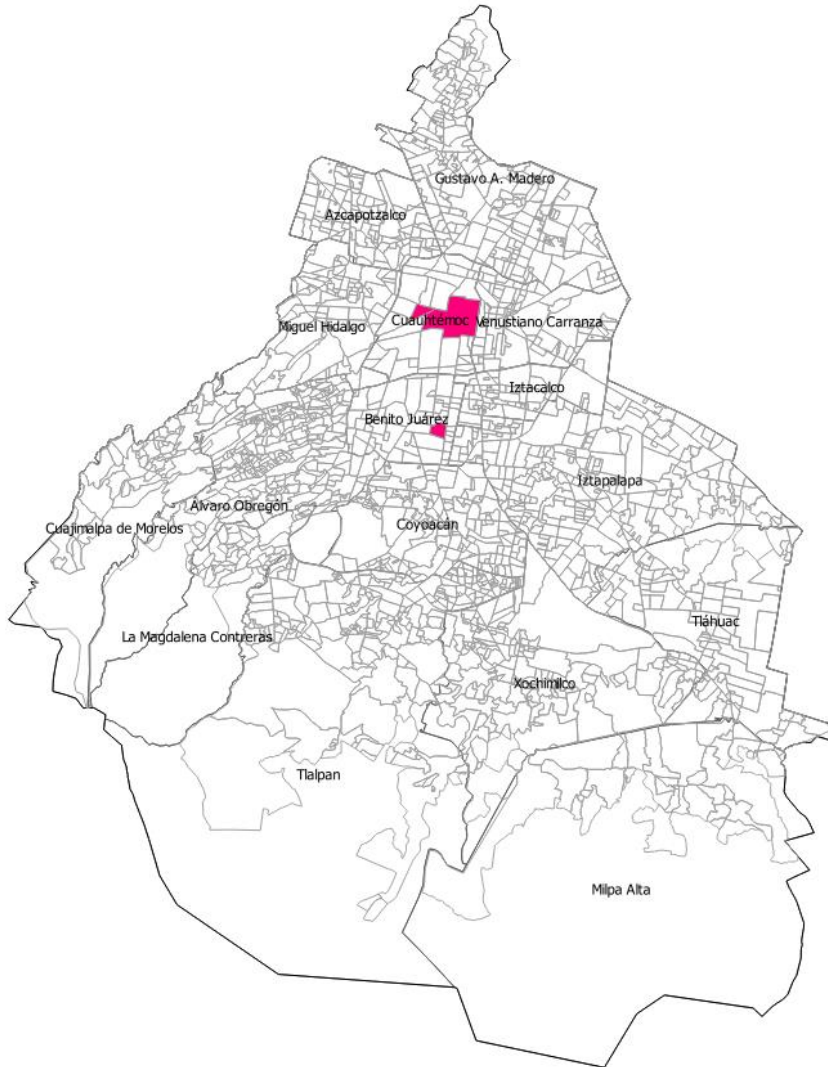 Gustavo A. Madero
Azcapotzalco
Cuauhtémoc
Venustiano Carranza
Miguel Hidalgo
Iztacalco
Benito Juárez
Iztapalapa
Álvaro Obregón
Coyoacán
Cuajimalpa de Morelos
Tláhuac
La Magdalena Contreras
Xochimilco
Tlalpan
Milpa Alta